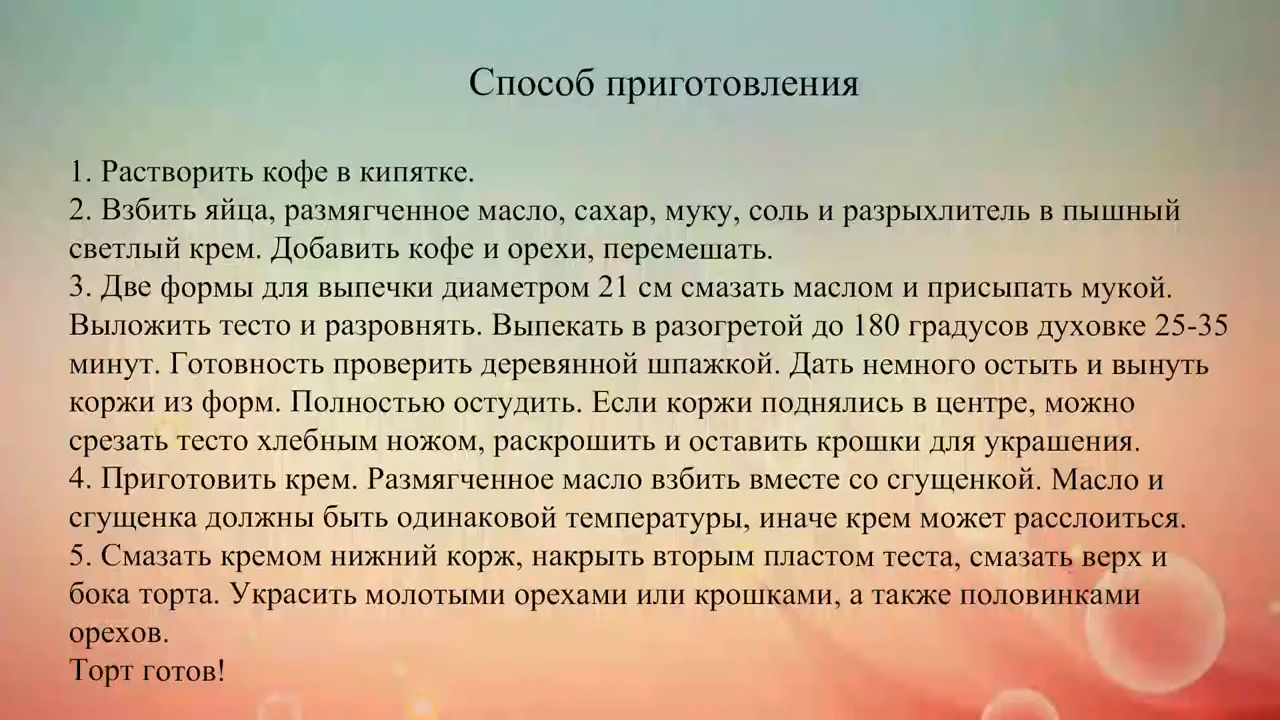 Способ приготовления
1. Растворить кофе в кипятке.
2. Взбить яйца, размягченное масло, сахар, муку, соль и разрыхлитель в пышный
светлый крем. Добавить кофе и орехи, перемешать.
3. Две формы для выпечки диаметром 21 см смазать маслом и присыпать мукой.
Выложить тесто и разровнять. Выпекать в разогретой до 180 градусов духовке 25-35
минут. Готовность проверить деревянной шпажкой. Дать немного остыть и вынуть
коржи из форм. Полностью остудить. Если коржи поднялись в центре, можно
срезать тесто хлебным ножом, раскрошить и оставить крошки для украшения.
4. Приготовить крем. Размягченное масло взбить вместе со сгущенкой. Масло и
сгущенка должны быть одинаковой температуры, иначе крем может расслоиться.
5. Смазать кремом нижний корж, накрыть вторым пластом теста, смазать верх и
бока торта. Украсить молотыми орехами или крошками, а также половинками
орехов.
Торт готов!